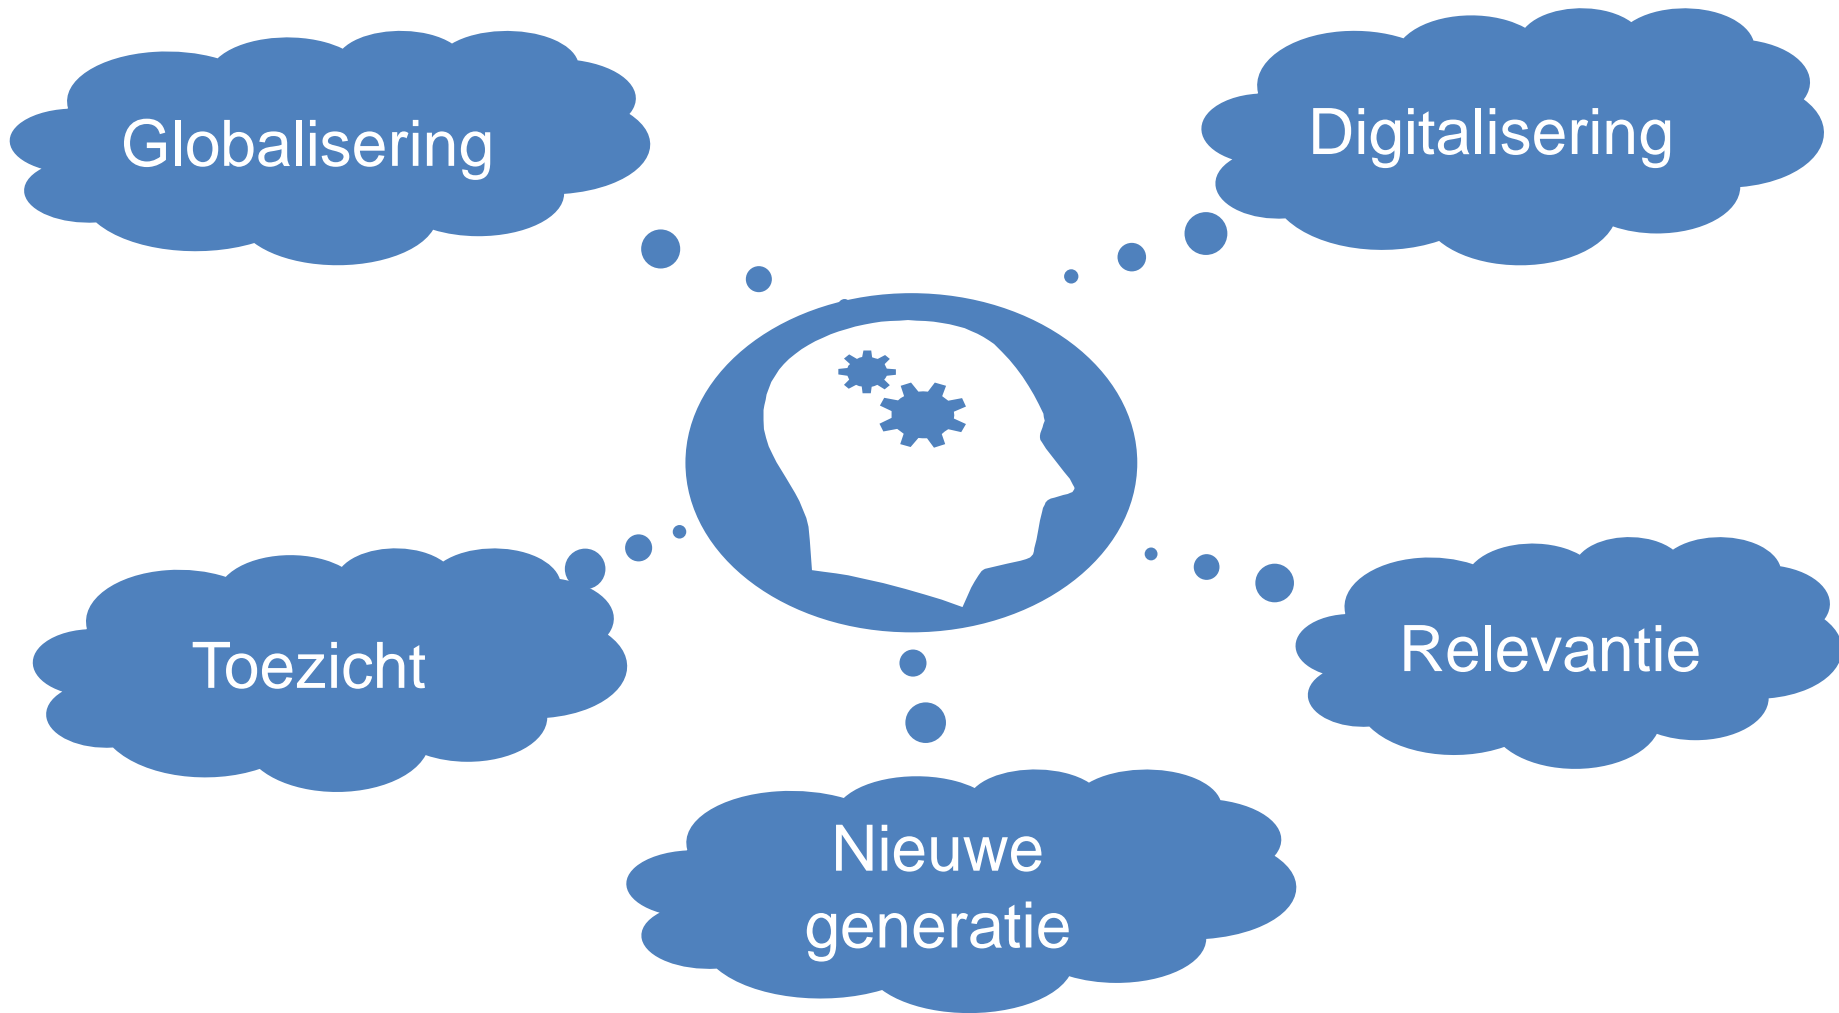 Globalisering
Digitalisering
Toezicht
Relevantie
Nieuwe
generatie